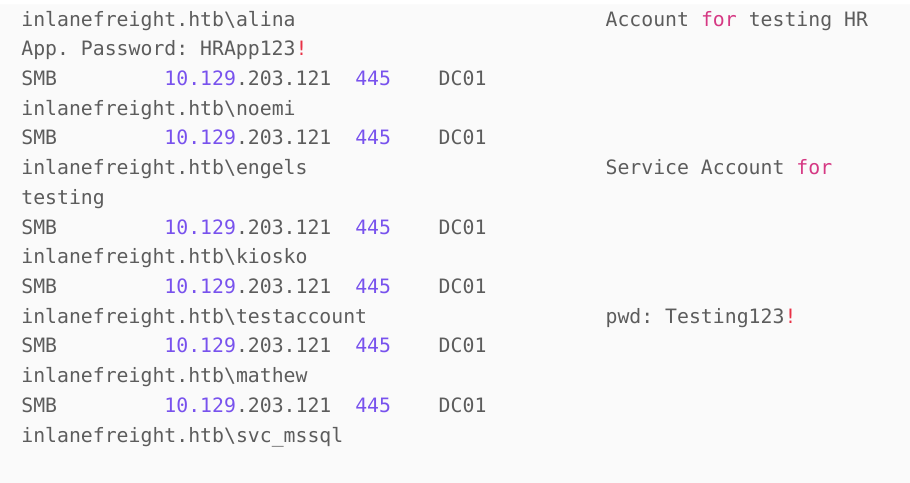 inlanefreight.htb\alina                          Account for testing HR
App. Password: HRApp123!
SMB         10.129.203.121  445    DC01
inlanefreight.htb\noemi
SMB         10.129.203.121  445    DC01
inlanefreight.htb\engels                         Service Account for
testing
SMB         10.129.203.121  445    DC01
inlanefreight.htb\kiosko
SMB         10.129.203.121  445    DC01
inlanefreight.htb\testaccount                    pwd: Testing123!
SMB         10.129.203.121  445    DC01
inlanefreight.htb\mathew
SMB         10.129.203.121  445    DC01
inlanefreight.htb\svc_mssql